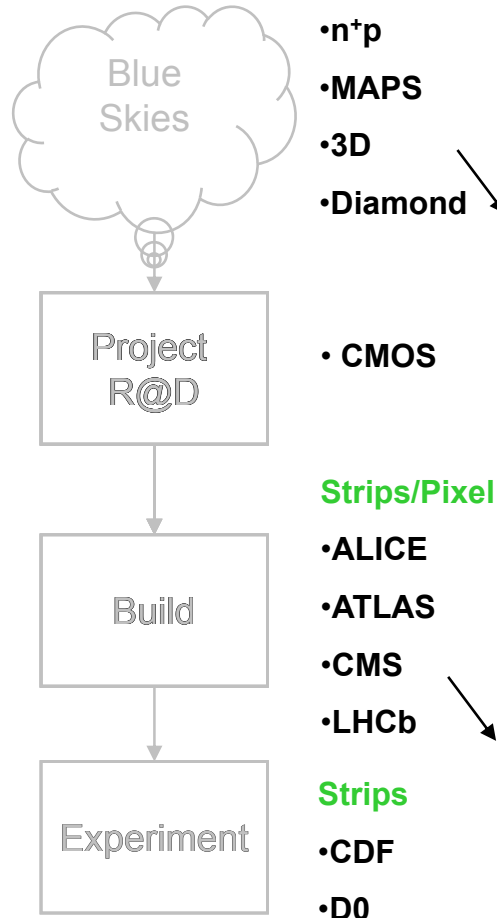 Blue
Skies
•n⁺p
•MAPS
•3D
•Diamond
Project
R@D
• CMOS
Build
Strips/Pixel
•ALICE
•ATLAS
•CMS
•LHCb
Experiment
Strips
•CDF
•D0